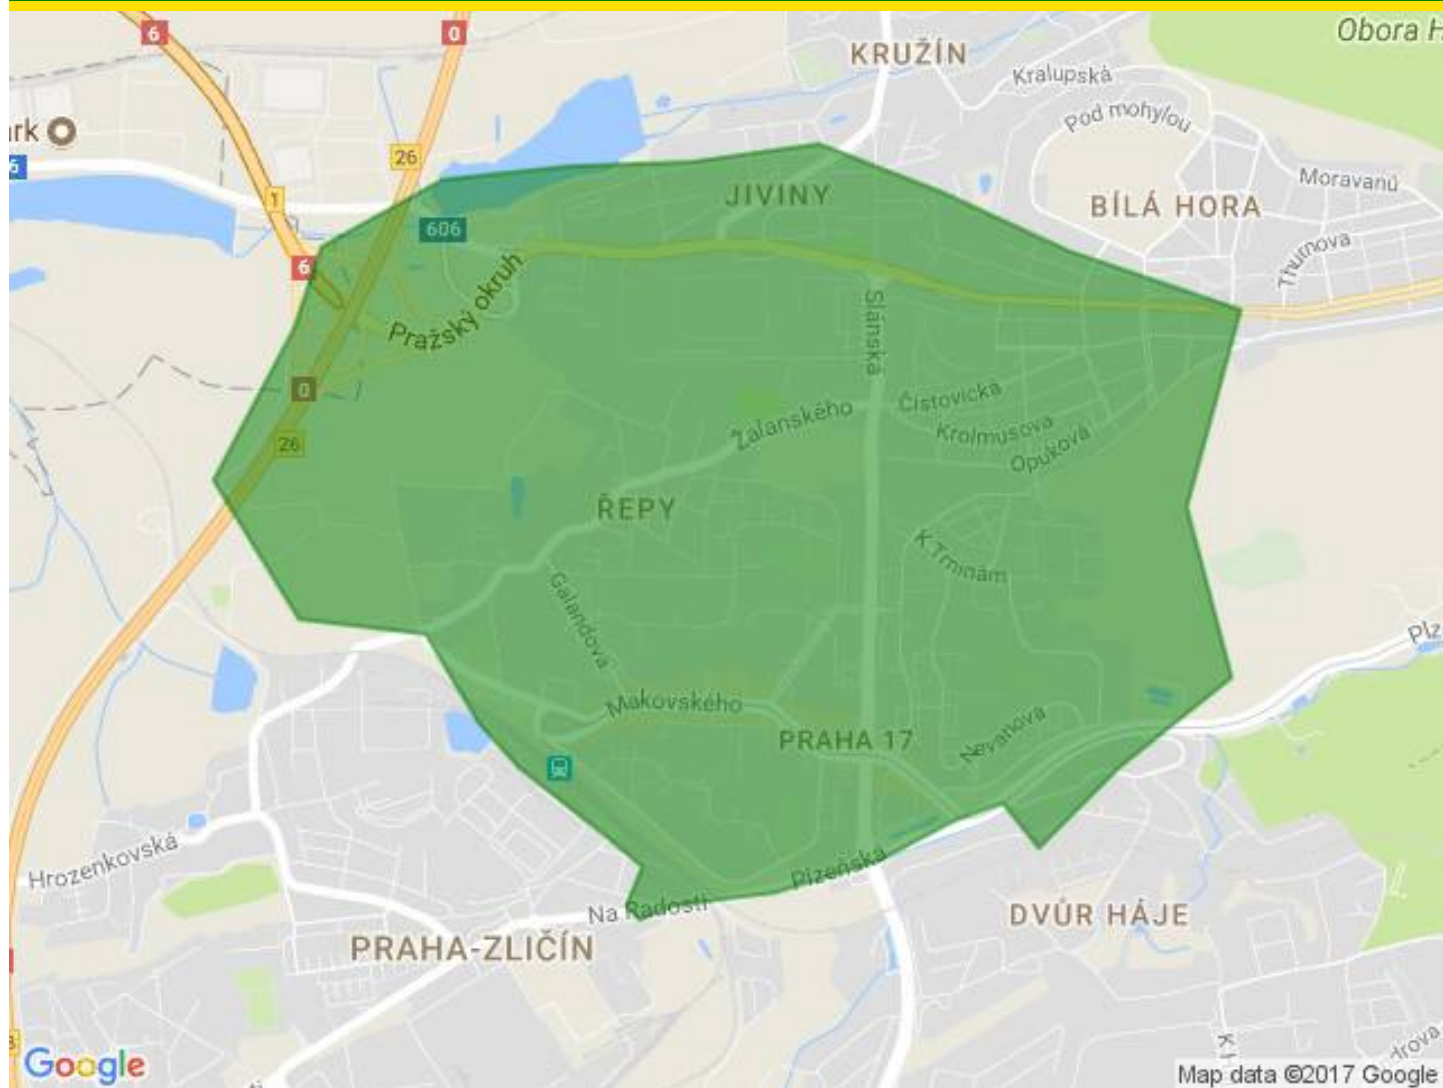 6
0
KRUŽÍN
Obora H
Kralupská
Pod mohylou
rk
26
6
1
JIVINY
Moravanů
BÍLÁ HORA
606
Thurnova
6
Pražský okruh
Slánská
0
Čistovická
Žalanského
Krolmusova
26
Opuková
ŘEPY
K Trninám
Galandova
Plz
Makovského
Nevanova
PRAHA 17
Hrozenkovská
Plzeňská
Na Radosti
DVŮR HÁJE
PRAHA-ZLIČÍN
Google
Map data ©2017 Google